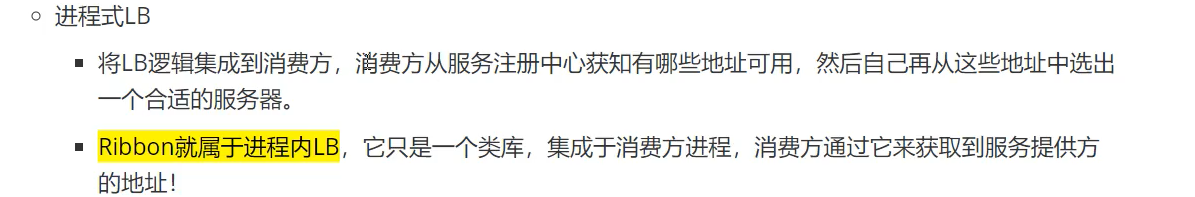 进程式LB
将LB逻辑集成到消费方，消费方从服务注册中心获知有哪些地址可用，然后自己再从这些地址中选出
一个合适的服务器。
Ribbon就属于进程内LB，它只是一个类库，集成于消费方进程，消费方通过它来获取到服务提供方
的地址！